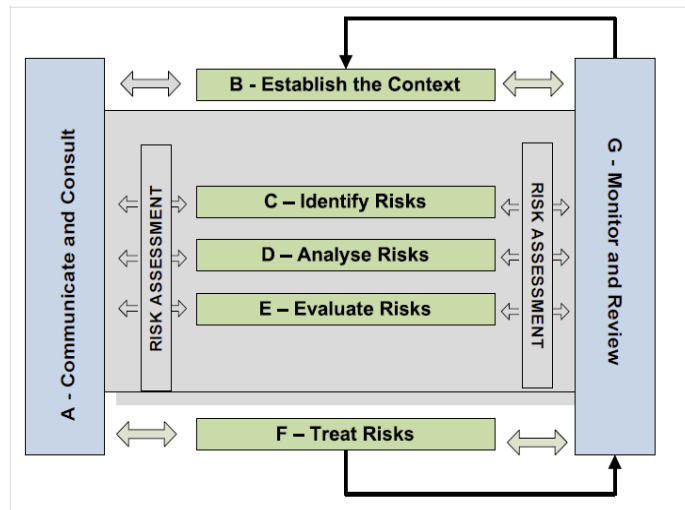 B - Establish the Context
A - Communicate and Consult
RISK ASSESSMENT
C – Identify Risks
D – Analyse Risks
E – Evaluate Risks
RISK ASSESSMENT
G - Monitor and Review
F – Treat Risks